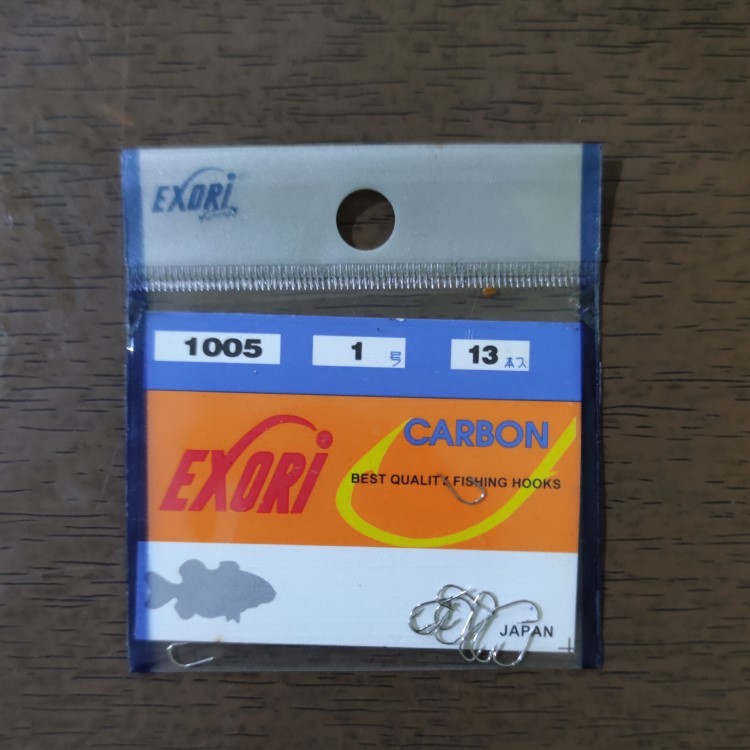 EXORI
1005
1 号
13 本入
EXORI
CARBON
BEST QUALITY FISHING HOOKS
JAPAN